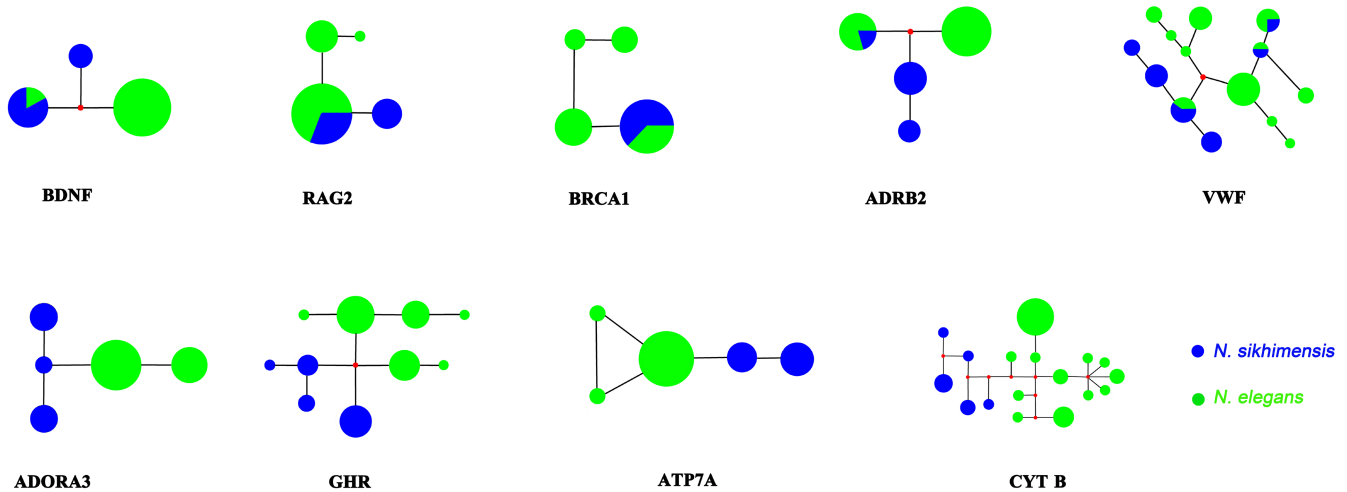 BDNF
RAG2
BRCA1
ADRB2
VWF
N. sikhimensis
N. elegans
ADORA3
GHR
ATP7A
CYT B